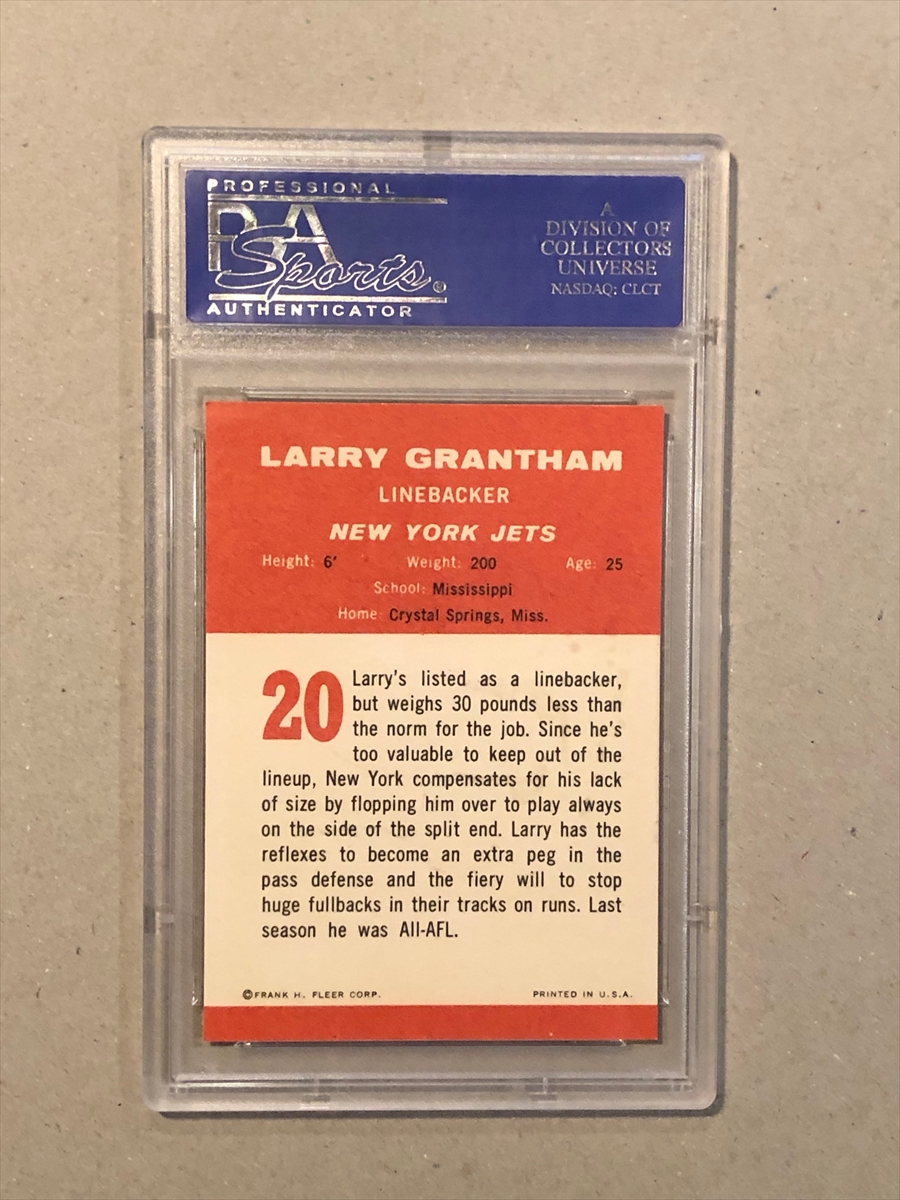 PROFESSIONAL
PSA
Sports®
AUTHENTICATOR
A
DIVISION OF
COLLECTORS
UNIVERSE
NASDAQ: CLCT
LARRY GRANTHAM
LINEBACKER
NEW YORK JETS
Height: 6' Weight: 200 Age: 25
School: Mississippi
Home: Crystal Springs, Miss.
20
Larry's listed as a linebacker,
but weighs 30 pounds less than
the norm for the job. Since he's
too valuable to keep out of the
lineup, New York compensates for his lack
of size by flopping him over to play always
on the side of the split end. Larry has the
reflexes to become an extra peg in the
pass defense and the fiery will to stop
huge fullbacks in their tracks on runs. Last
season he was All-AFL.
©FRANK H. FLEER CORP. PRINTED IN U.S.A.